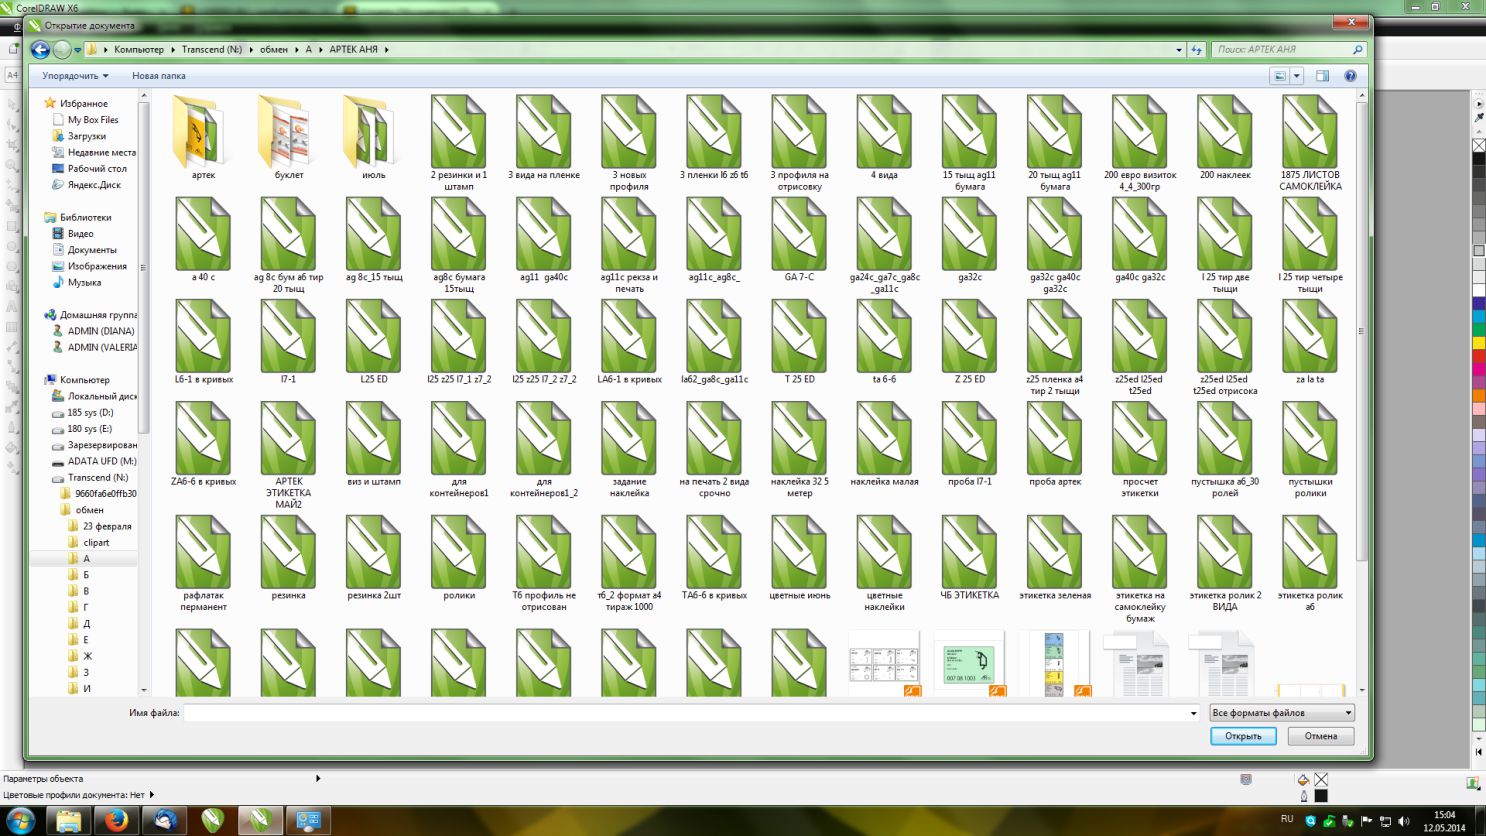 CorelDRAW X6
Открытие документа
Компьютер
Transcend (N:)
обмен
А
АРТЕК АНЯ
Поиск: АРТЕК АНЯ
Упорядочить
Новая папка
Избранное
My Box Files
Загрузки
Недавние места
Рабочий стол
Яндекс.Диск
Библиотеки
Видео
Документы
Изображения
Музыка
Домашняя группа
ADMIN (DIANA)
ADMIN (VALERIA
Компьютер
Локальный диск
185 sys (D:)
180 sys (E:)
Зарезервирован
ADATA UFD (M:)
Transcend (N:)
9660fa6e0ffb30
обмен
23 февраля
clipart
А
Б
В
Г
Д
Е
Ж
З
И
артек
буклет
июль
2 резинки и 1
штамп
3 вида на пленке
3 новых
профиля
3 пленки l6 z6 t6
3 профиля на
отрисовку
4 вида
15 тыщ ag11
бумага
20 тыщ ag11
бумага
200 евро визиток
4_4_300гр
200 наклеек
1875 ЛИСТОВ
САМОКЛЕЙКА
a 40 c
ag 8c бум а6 тир
20 тыщ
ag 8c_15 тыщ
ag8c бумага
15тыщ
ag11 ga40c
ag11c рекза и
печать
ag11c_ag8c_
GA 7-C
ga24c_ga7c_ga8c
_ga11c
ga32c
ga32c ga40c
ga32c
ga40c ga32c
l 25 тир две
тыщи
l 25 тир четыре
тыщи
L6-1 в кривых
l7-1
L25 ED
l25 z25 l7_1 z7_2
l25 z25 l7_2 z7_2
LA6-1 в кривых
la62_ga8c_ga11c
T 25 ED
ta 6-6
Z 25 ED
z25 пленка а4
тир 2 тыщи
z25ed l25ed
t25ed
z25ed l25ed
t25ed отрисока
za la ta
ZA6-6 в кривых
АРТЕК
ЭТИКЕТКА
МАЙ2
виз и штамп
для
контейнеров1
для
контейнеров1_2
задание
наклейка
на печать 2 вида
срочно
наклейка 32.5
метер
наклейка малая
проба l7-1
проба артек
просчет
этикетки
пустышка а6_30
ролей
пустышки
ролики
рафлатак
перманент
резинка
резинка 2шт
ролики
Т6 профиль не
отрисован
т6_2 формат а4
тираж 1000
ТА6-6 в кривых
цветные июнь
цветные
наклейки
ЧБ ЭТИКЕТКА
этикетка зеленая
этикетка на
самоклейку
бумаж
этикетка ролик 2
ВИДА
этикетка ролик
а6
007 08 1003
Имя файла:
Все форматы файлов
Открыть
Отмена
Параметры объекта
Цветовые профили документа: Нет
RU
15:04
12.05.2014